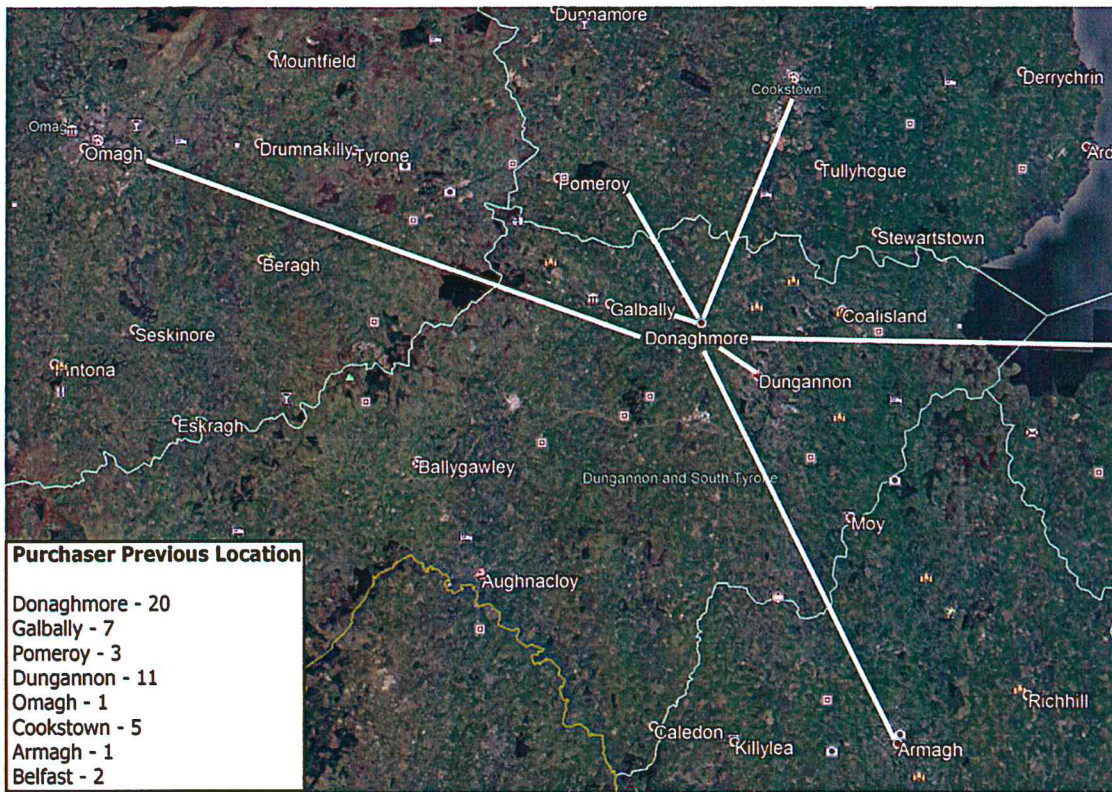 Dunnamore
Mountfield
Derrychrin
Cookstown
Omagh
Drumnakilly
Tyrone
Tullyhogue
Pomeroy
Stewartstown
Beragh
Galbally
Coalisland
Seskinore
Donaghmore
Fintona
Dungannon
Eskragh
Ballygawley
Dungannon and South Tyrone
Moy
Aughnacloy
Richhill
Caledon
Killylea
Armagh
Purchaser Previous Location
Donaghmore - 20
Galbally - 7
Pomeroy - 3
Dungannon - 11
Omagh - 1
Cookstown - 5
Armagh - 1
Belfast - 2